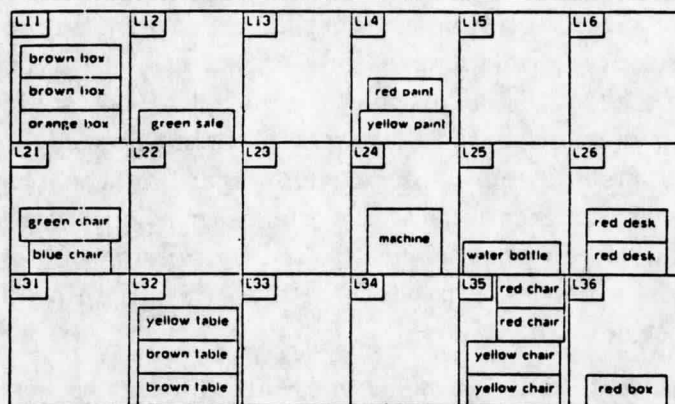 L11 L12 L13 L14 L15 L16
brown box
brown box red paint
orange box green safe yellow paint
L21 L22 L23 L24 L25 L26
green chair machine red desk
blue chair water bottle red desk
L31 L32 L33 L34 L35 L36
red chair
yellow table red chair
brown table yellow chair
brown table yellow chair red box